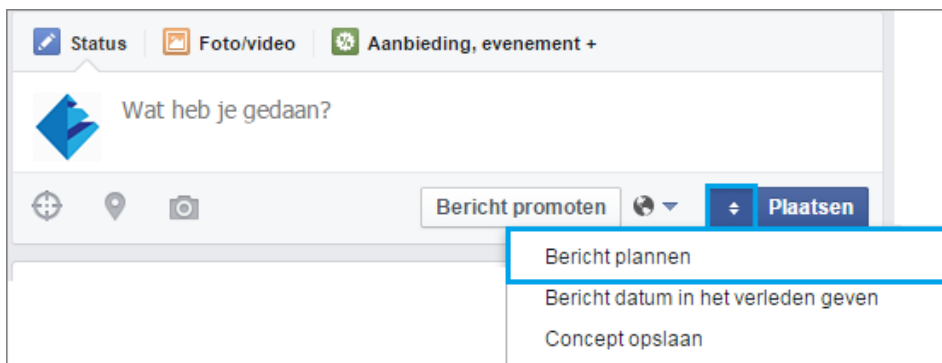 Status Foto/video Aanbieding, evenement +
Wat heb je gedaan?
Bericht promoten Plaatsen
Bericht plannen
Bericht datum in het verleden geven
Concept opslaan